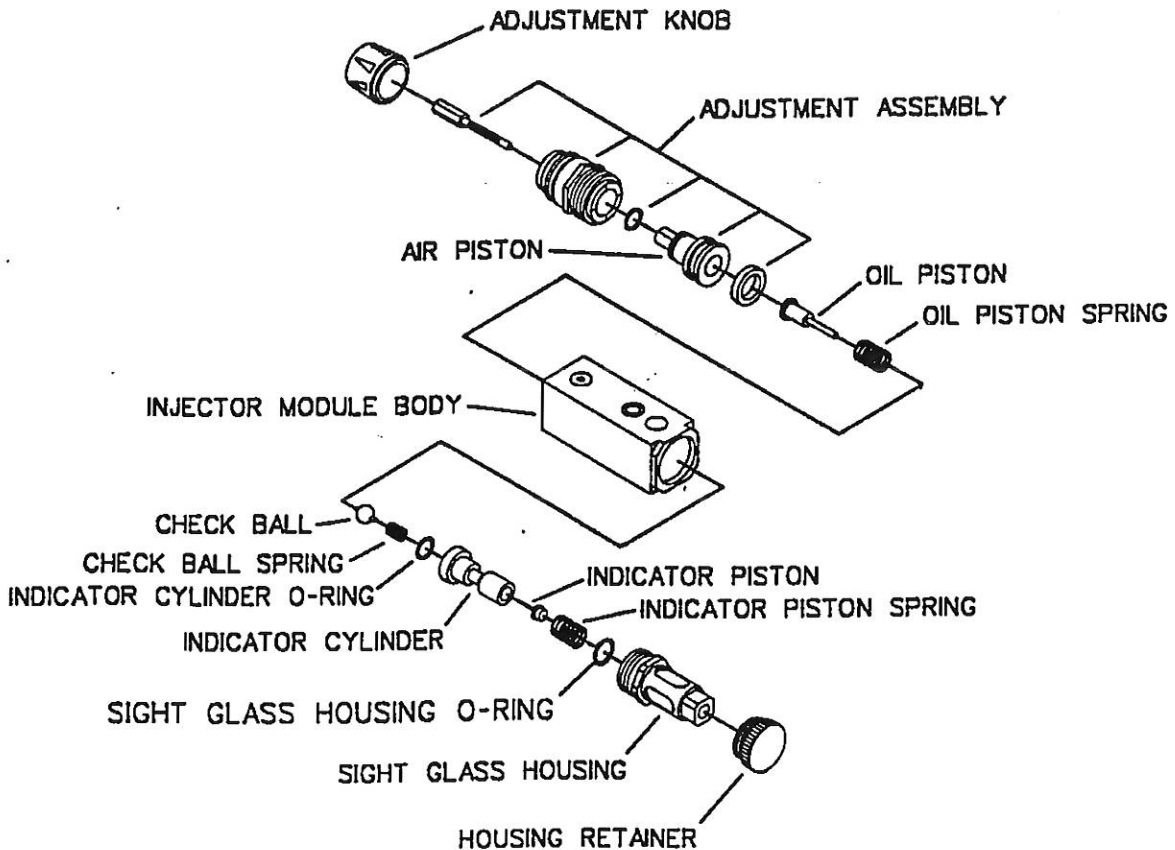 ADJUSTMENT KNOB
ADJUSTMENT ASSEMBLY
AIR PISTON
OIL PISTON
OIL PISTON SPRING
INJECTOR MODULE BODY
CHECK BALL
CHECK BALL SPRING
INDICATOR PISTON
INDICATOR CYLINDER O-RING
INDICATOR PISTON SPRING
INDICATOR CYLINDER
SIGHT GLASS HOUSING O-RING
SIGHT GLASS HOUSING
HOUSING RETAINER